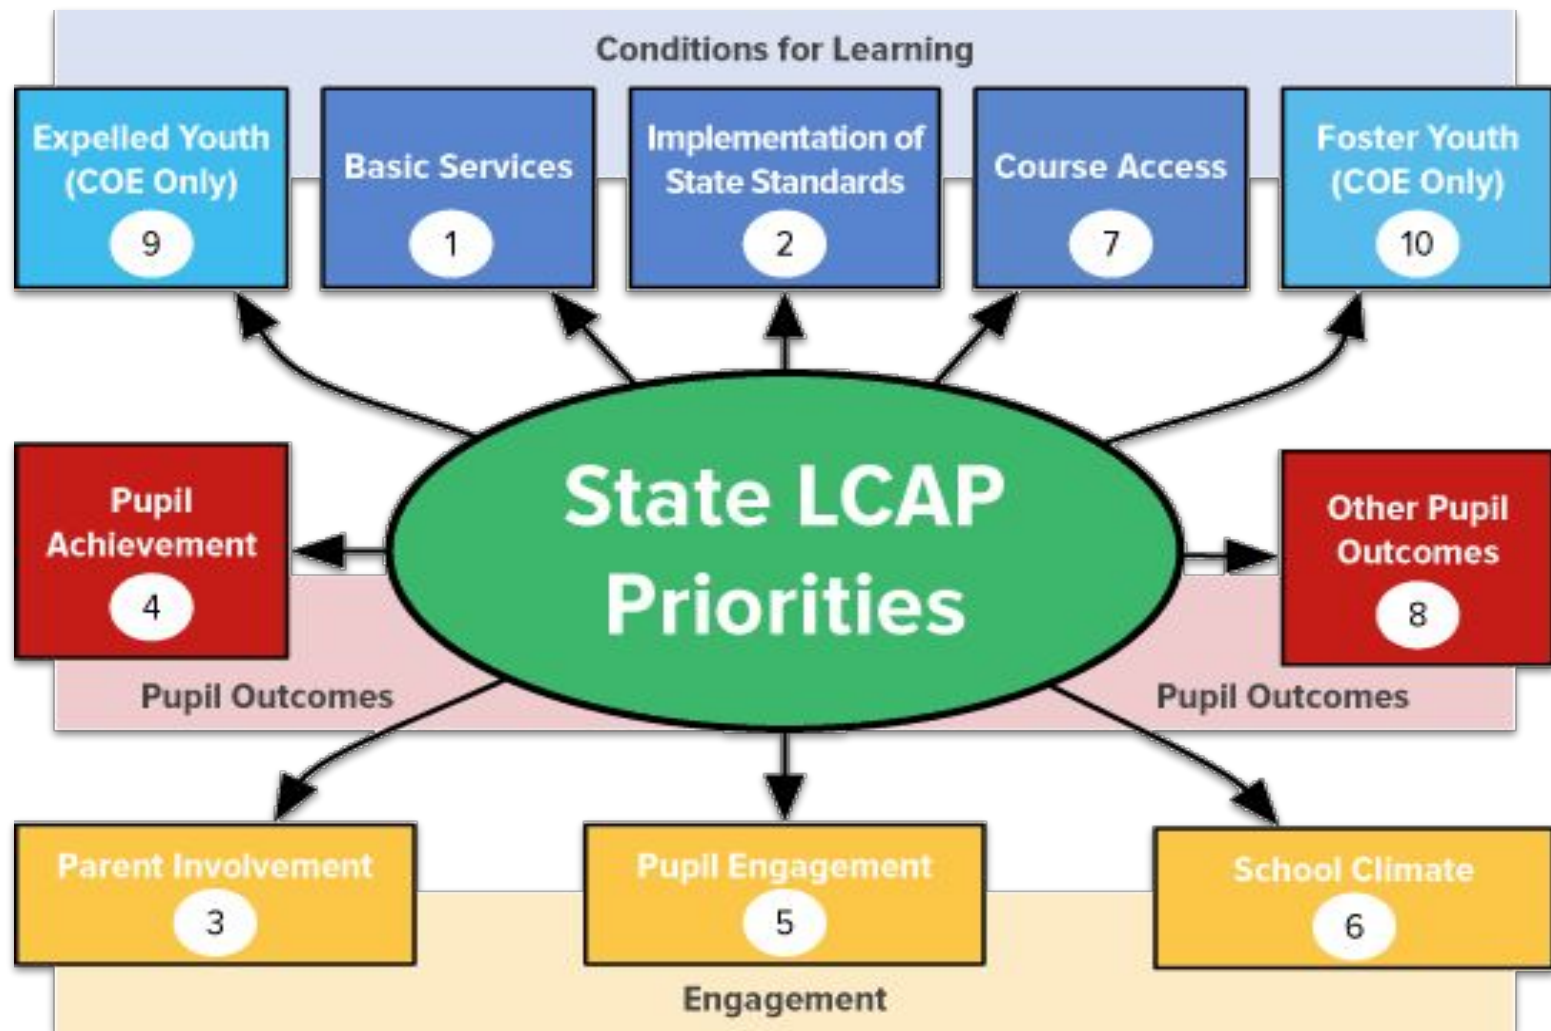 Conditions for Learning
Expelled Youth
(COE Only)
9
Basic Services
1
Implementation of
State Standards
2
Course Access
7
Foster Youth
(COE Only)
10
State LCAP
Priorities
Pupil
Achievement
4
Other Pupil
Outcomes
8
Pupil Outcomes
Pupil Outcomes
Parent Involvement
3
Pupil Engagement
5
School Climate
6
Engagement